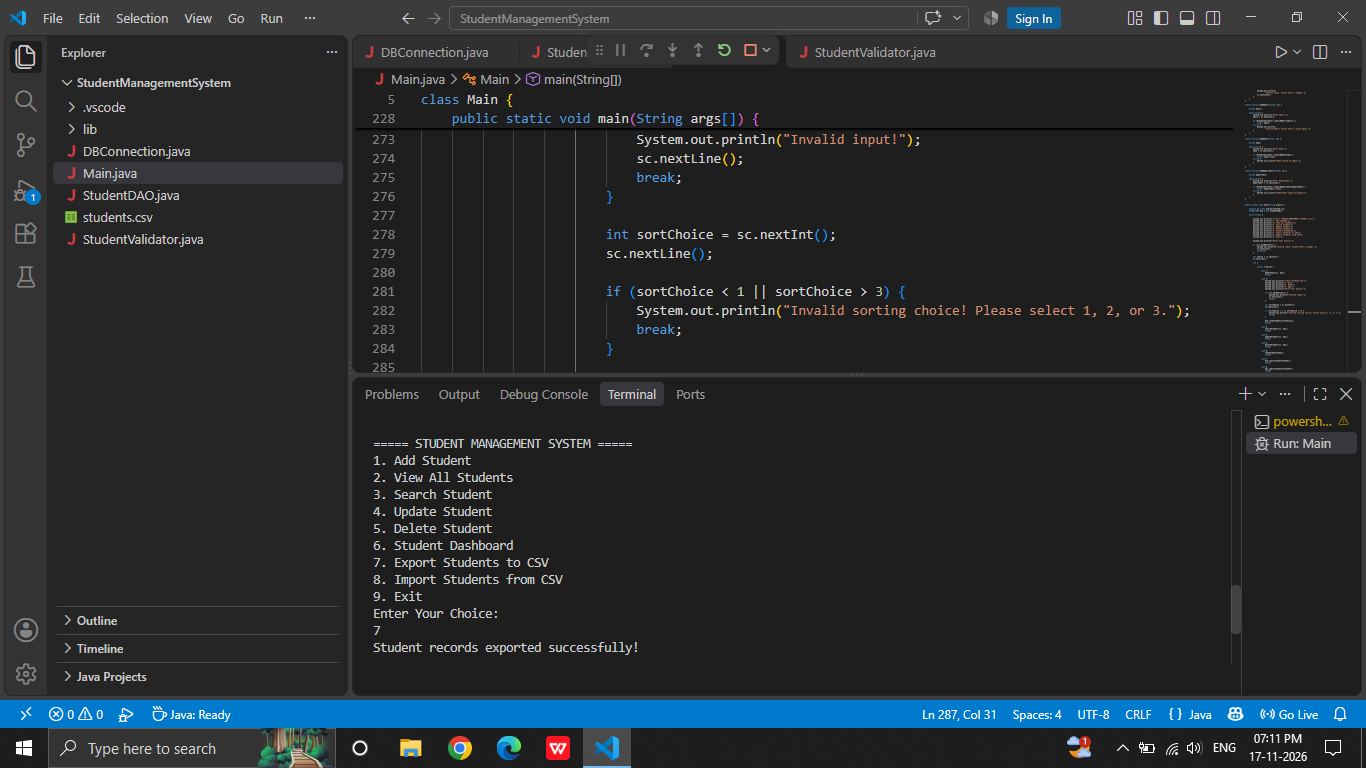 File Edit Selection View Go Run ··· StudentManagementSystem Sign In
Explorer ···
StudentManagementSystem
.vscode
lib
DBConnection.java
Main.java
StudentDAO.java
students.csv
StudentValidator.java
Outline
Timeline
Java Projects
1
DBConnection.java Studen StudentValidator.java ···
Main.java > Main > main(String[])
5 class Main {
228 public static void main(String args[]) {
273 System.out.println("Invalid input!");
274 sc.nextLine();
275 break;
276 }
277
278 int sortChoice = sc.nextInt();
279 sc.nextLine();
280
281 if (sortChoice < 1 || sortChoice > 3) {
282 System.out.println("Invalid sorting choice! Please select 1, 2, or 3.");
283 break;
284 }
285
Problems Output Debug Console Terminal Ports ···
===== STUDENT MANAGEMENT SYSTEM =====
1. Add Student
2. View All Students
3. Search Student
4. Update Student
5. Delete Student
6. Student Dashboard
7. Export Students to CSV
8. Import Students from CSV
9. Exit
Enter Your Choice:
7
Student records exported successfully!
powersh...
Run: Main
0 0 Java: Ready Ln 287, Col 31 Spaces: 4 UTF-8 CRLF { } Java Go Live
Type here to search 1 ENG 07:11 PM
17-11-2026